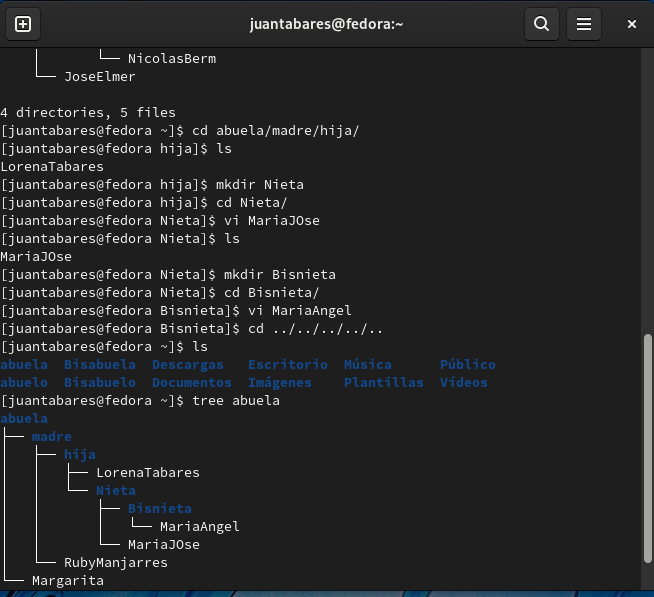 juantabares@fedora:~
└── NicolasBerm
└── JoseElmer
4 directories, 5 files
[juantabares@fedora ~]$ cd abuela/madre/hija/
[juantabares@fedora hija]$ ls
LorenaTabares
[juantabares@fedora hija]$ mkdir Nieta
[juantabares@fedora hija]$ cd Nieta/
[juantabares@fedora Nieta]$ vi MariaJOse
[juantabares@fedora Nieta]$ ls
MariaJOse
[juantabares@fedora Nieta]$ mkdir Bisnieta
[juantabares@fedora Nieta]$ cd Bisnieta/
[juantabares@fedora Bisnieta]$ vi MariaAngel
[juantabares@fedora Bisnieta]$ cd ../../../../..
[juantabares@fedora ~]$ ls
abuela  Bisabuela  Descargas   Escritorio  Música      Público
abuelo  Bisabuelo  Documentos  Imágenes    Plantillas  Vídeos
[juantabares@fedora ~]$ tree abuela
abuela
├── madre
│   ├── hija
│   │   ├── LorenaTabares
│   │   └── Nieta
│   │       ├── Bisnieta
│   │       │   └── MariaAngel
│   │       └── MariaJOse
│   └── RubyManjarres
└── Margarita